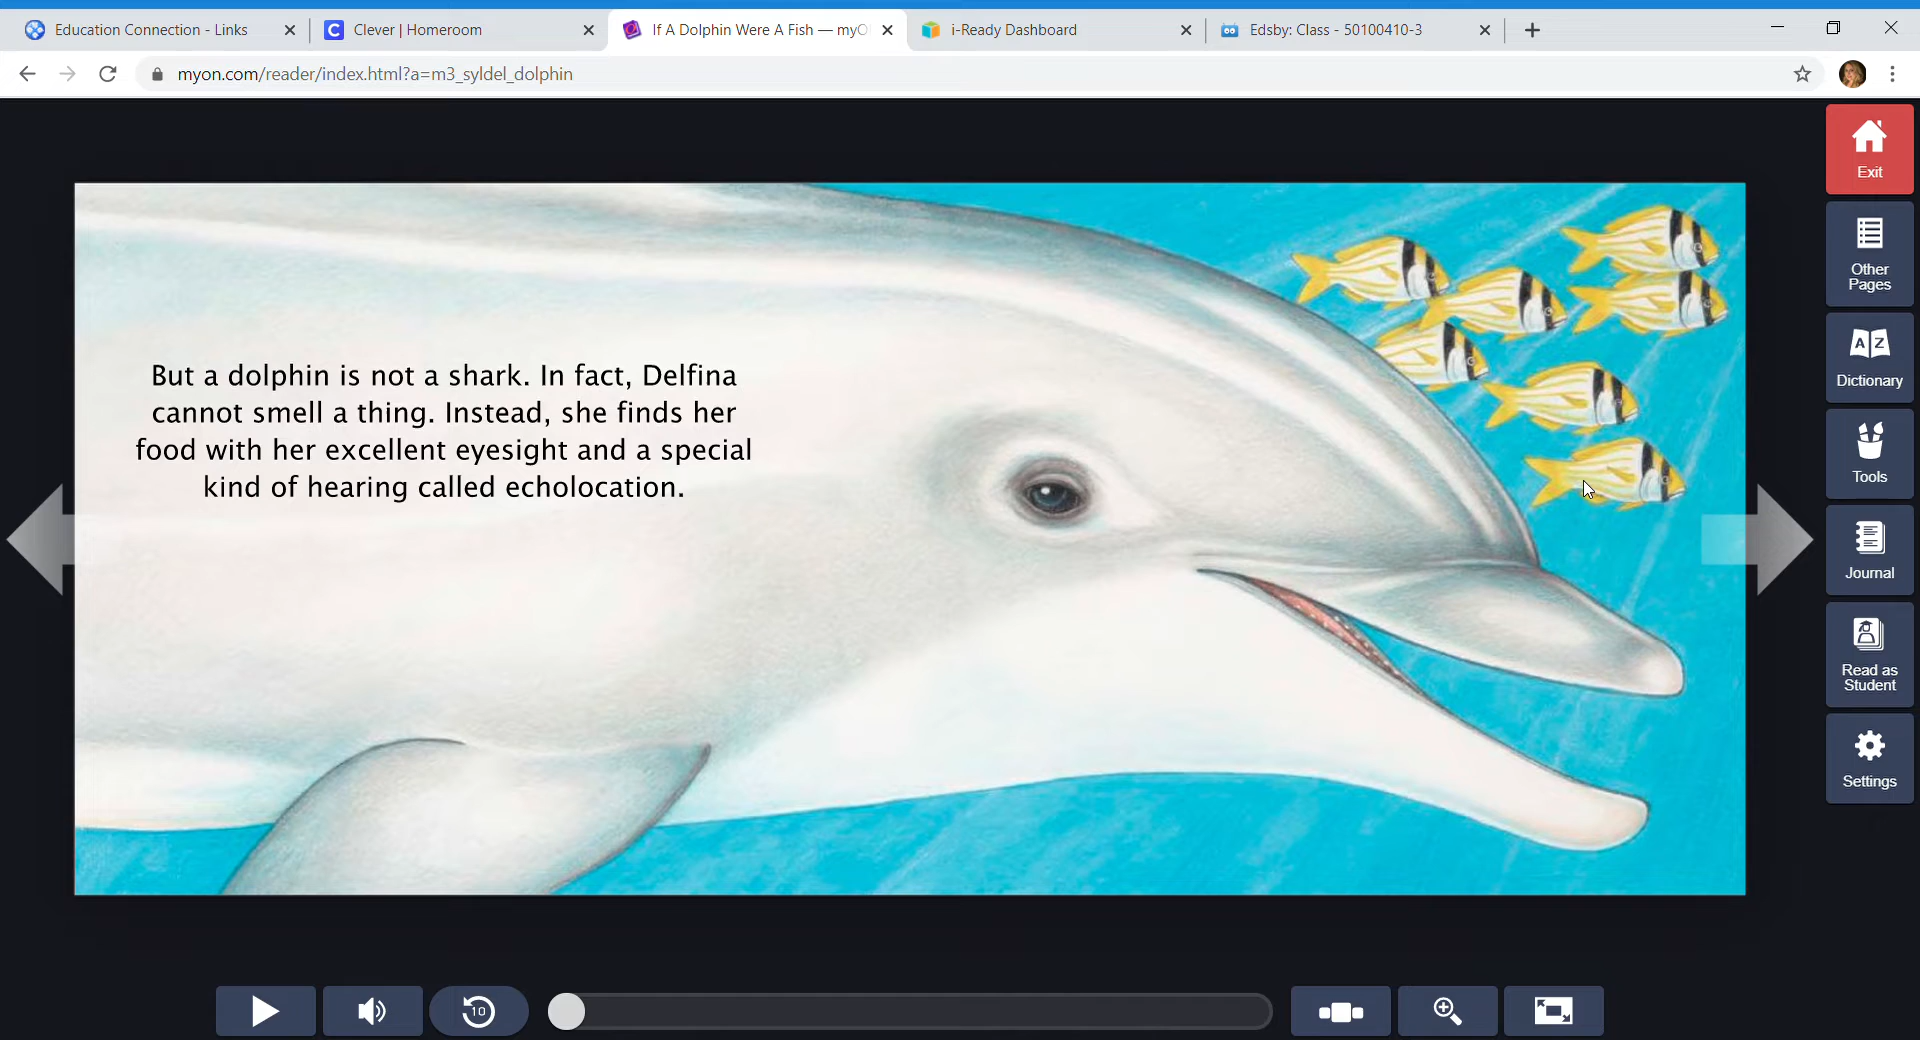 Education Connection - Links
Clever | Homeroom
If A Dolphin Were A Fish — myO
i-Ready Dashboard
Edsby: Class - 50100410-3
myon.com/reader/index.html?a=m3_syldel_dolphin
But a dolphin is not a shark. In fact, Delfina
cannot smell a thing. Instead, she finds her
food with her excellent eyesight and a special
kind of hearing called echolocation.
Exit
Other
Pages
A Z
Dictionary
Tools
Journal
Read as
Student
Settings
10